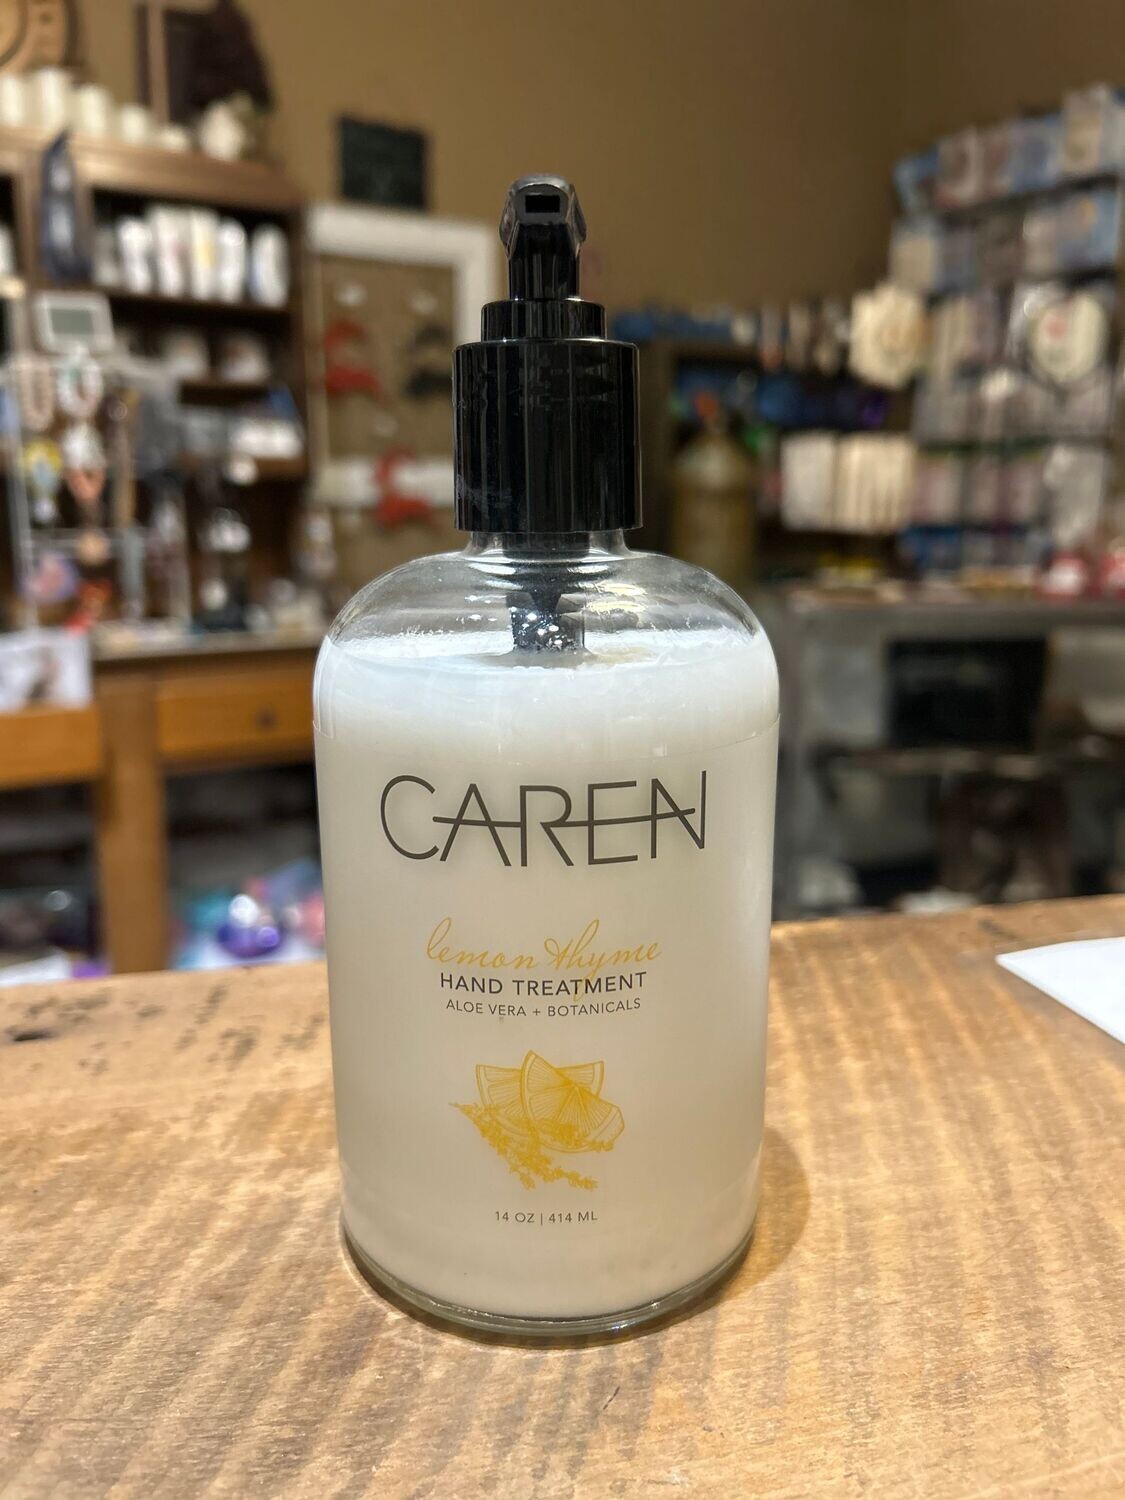 CAREN
lemon thyme
HAND TREATMENT
ALOE VERA + BOTANICALS
14 OZ | 414 ML